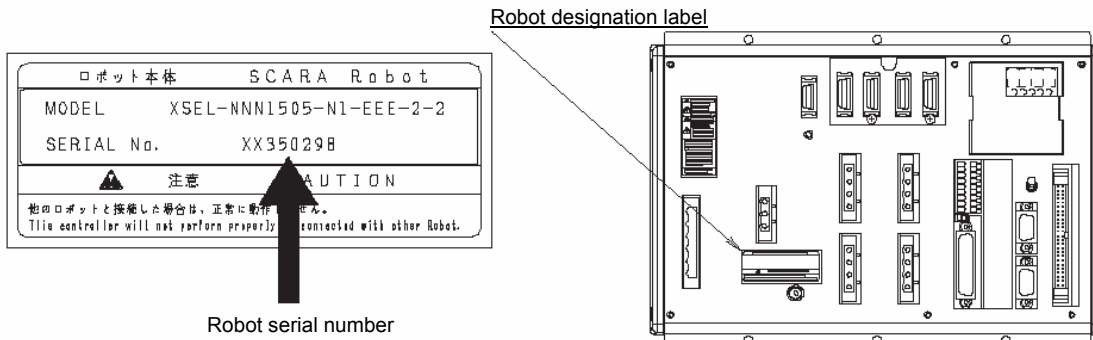 Robot designation label
ロボット本体 SCARA Robot
MODEL XSEL-NNN1505-N1-EEE-2-2
SERIAL No. XX350298
注意 AUTION
他のロボットと接続した場合は、正常に動作 せん。
The controller will not perform properly connected with other Robot.
Robot serial number